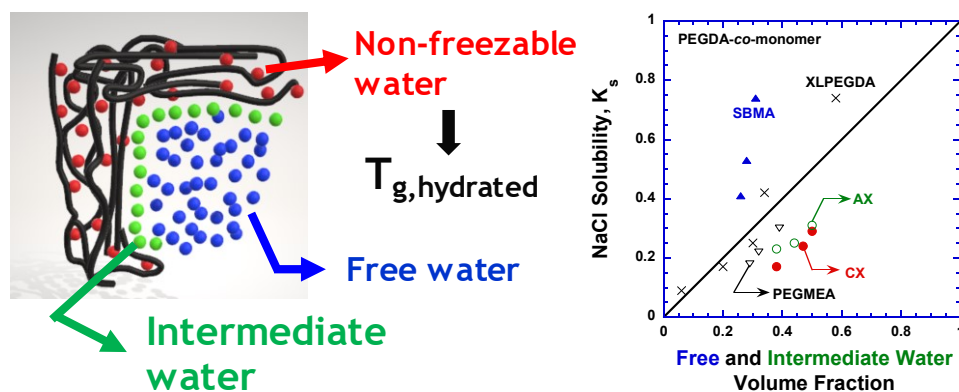 Non-freezable
water
Tg,hydrated
Free water
Intermediate
water
PEGDA-co-monomer
XLPEGDA
SBMA
AX
CX
PEGMEA
NaCl Solubility, Ks
1
0.8
0.6
0.4
0.2
0
0 0.2 0.4 0.6 0.8 1
Free and Intermediate Water
Volume Fraction